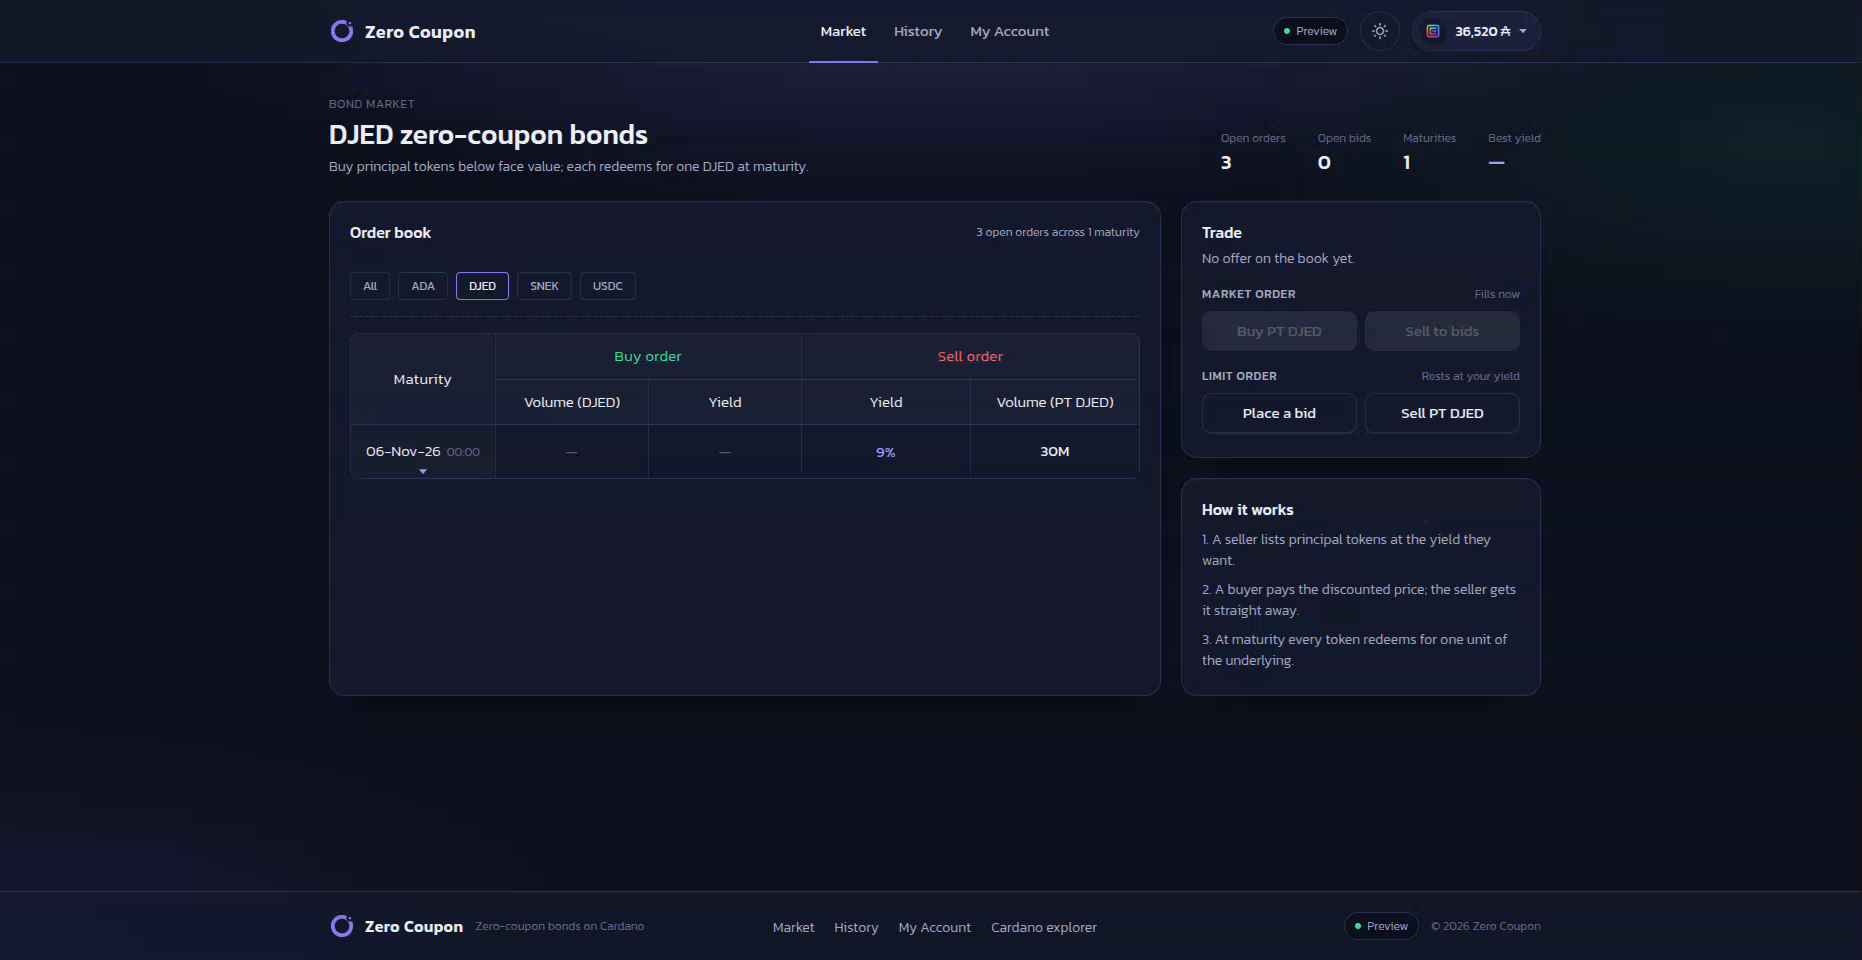 Zero Coupon
Market
History
My Account
Preview
36,520 ₳
BOND MARKET
DJED zero-coupon bonds
Buy principal tokens below face value; each redeems for one DJED at maturity.
Open orders
3
Open bids
0
Maturities
1
Best yield
—
Order book
3 open orders across 1 maturity
All
ADA
DJED
SNEK
USDC
Maturity
Buy order
Sell order
Volume (DJED)
Yield
Yield
Volume (PT DJED)
06-Nov-26 00:00
—
—
9%
30M
Trade
No offer on the book yet.
MARKET ORDER
Fills now
Buy PT DJED
Sell to bids
LIMIT ORDER
Rests at your yield
Place a bid
Sell PT DJED
How it works
1. A seller lists principal tokens at the yield they
want.
2. A buyer pays the discounted price; the seller gets
it straight away.
3. At maturity every token redeems for one unit of
the underlying.
Zero Coupon
Zero-coupon bonds on Cardano
Market
History
My Account
Cardano explorer
Preview
© 2026 Zero Coupon